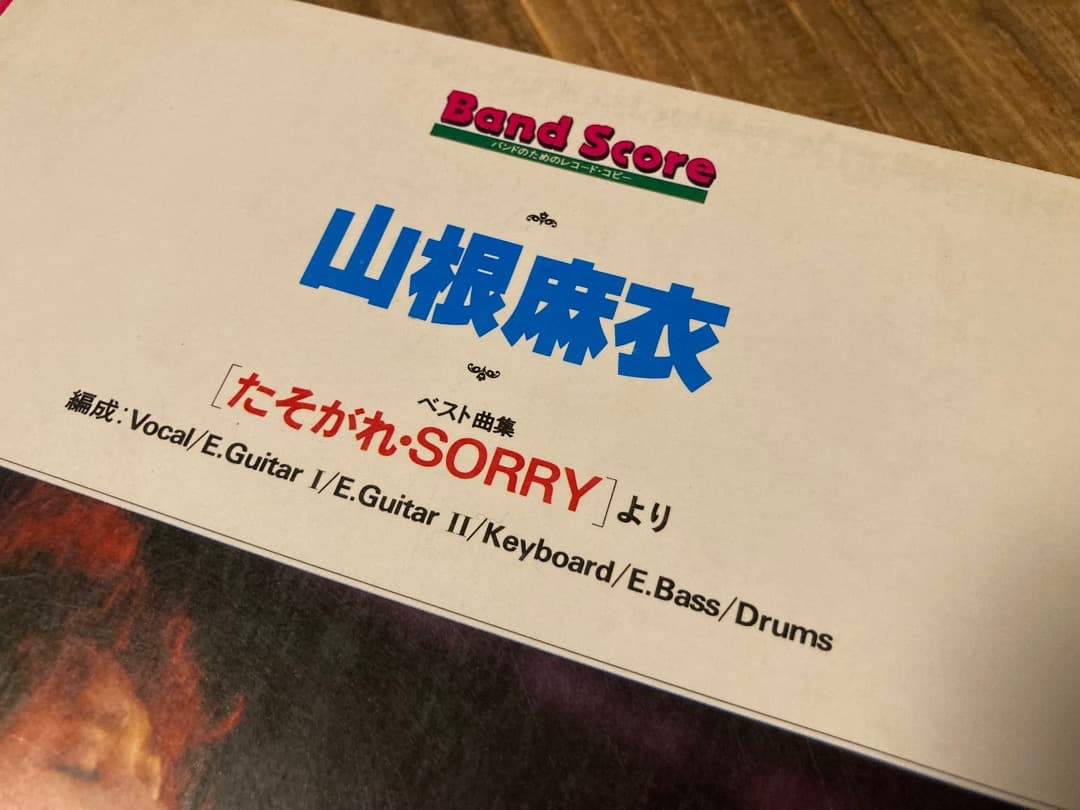 Band Score
バンドのためのレコード・コピー
山根麻衣
ベスト曲集
[たそがれ・SORRY]より
編成:Vocal/E.Guitar I/E.Guitar II/Keyboard/E.Bass/Drums